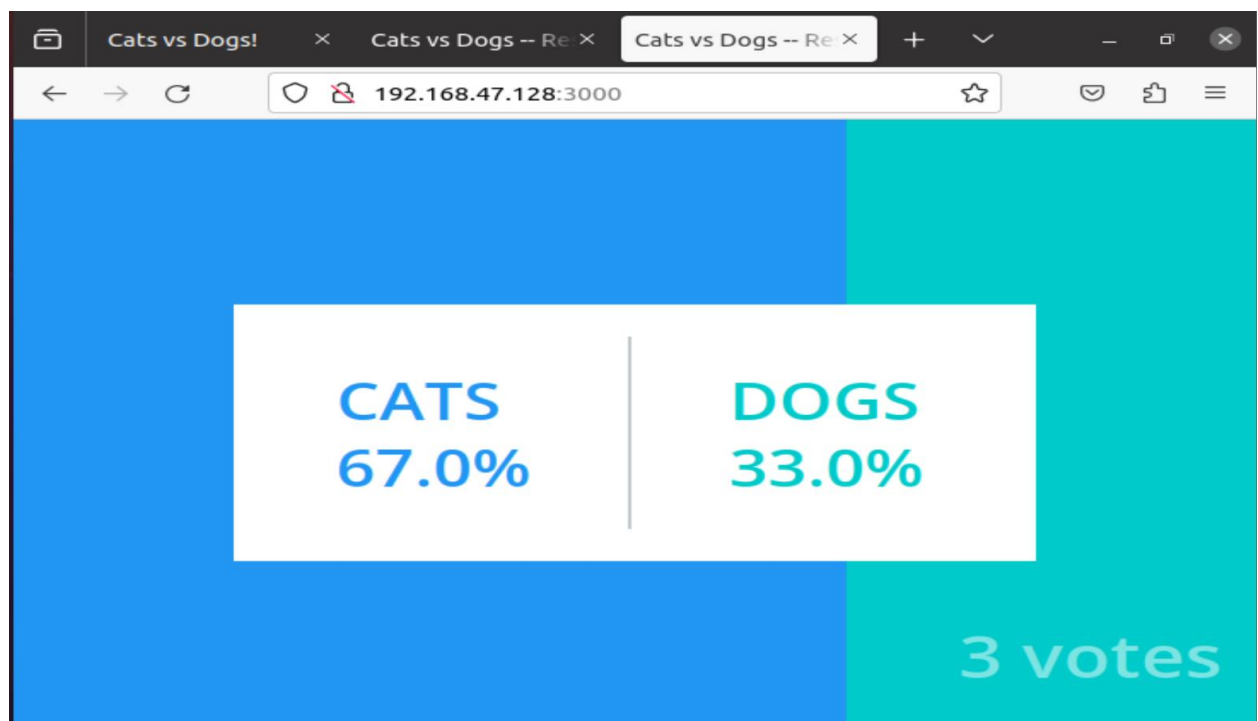 Cats vs Dogs!
Cats vs Dogs -- Re
Cats vs Dogs -- Re
192.168.47.128:3000
CATS
67.0%
DOGS
33.0%
3 votes